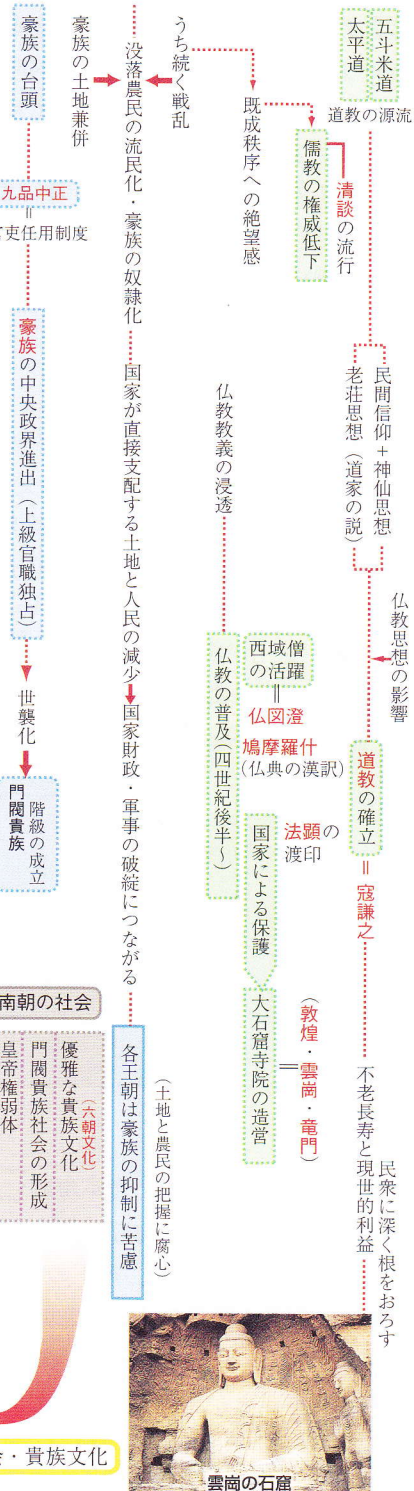 五斗米道
太平道
道教の源流
民間信仰+神仙思想
老荘思想(道家の説)
仏教思想の影響
道教の確立
=
寇謙之
不老長寿と現世的利益
民衆に深く根をおろす
清談の流行
儒教の権威低下
既成秩序への絶望感
うち続く戦乱
仏教教義の浸透
西域僧
の活躍
=
仏図澄
鳩摩羅什
(仏典の漢訳)
仏教の普及(四世紀後半~)
法顕の
渡印
国家による保護
大石窟寺院の造営
=
(敦煌・雲崗・竜門)
雲崗の石窟
没落農民の流民化・豪族の奴隷化
国家が直接支配する土地と人民の減少
国家財政・軍事の破綻につながる
各王朝は豪族の抑制に苦慮
(土地と農民の把握に腐心)
豪族の土地兼併
豪族の台頭
九品中正
=
吏任用制度
豪族の中央政界進出(上級官職独占)
世襲化
門閥貴族
階級の成立
南朝の社会
(六朝文化)
優雅な貴族文化
門閥貴族社会の形成
皇帝権弱体
・貴族文化